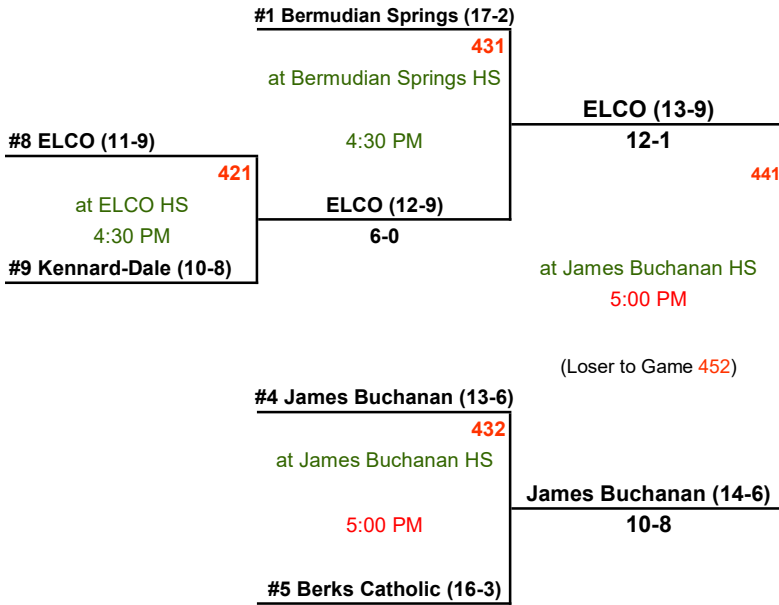 #1 Bermudian Springs (17-2)
431
at Bermudian Springs HS
ELCO (13-9)
#8 ELCO (11-9)
4:30 PM
12-1
421
441
at ELCO HS
ELCO (12-9)
4:30 PM
6-0
#9 Kennard-Dale (10-8)
at James Buchanan HS
5:00 PM
(Loser to Game 452)
#4 James Buchanan (13-6)
432
at James Buchanan HS
James Buchanan (14-6)
5:00 PM
10-8
#5 Berks Catholic (16-3)